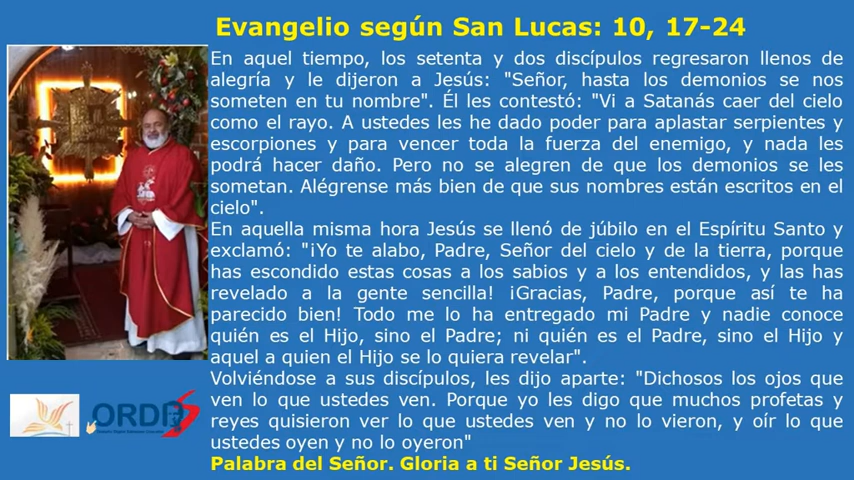 Evangelio según San Lucas: 10, 17-24
En aquel tiempo, los setenta y dos discípulos regresaron llenos de
alegría y le dijeron a Jesús: "Señor, hasta los demonios se nos
someten en tu nombre". Él les contestó: "Vi a Satanás caer del cielo
como el rayo. A ustedes les he dado poder para aplastar serpientes y
escorpiones y para vencer toda la fuerza del enemigo, y nada les
podrá hacer daño. Pero no se alegren de que los demonios se les
sometan. Alégrense más bien de que sus nombres están escritos en el
cielo".
En aquella misma hora Jesús se llenó de júbilo en el Espíritu Santo y
exclamó: "¡Yo te alabo, Padre, Señor del cielo y de la tierra, porque
has escondido estas cosas a los sabios y a los entendidos, y las has
revelado a la gente sencilla! ¡Gracias, Padre, porque así te ha
parecido bien! Todo me lo ha entregado mi Padre y nadie conoce
quién es el Hijo, sino el Padre; ni quién es el Padre, sino el Hijo y
aquel a quien el Hijo se lo quiera revelar".
Volviéndose a sus discípulos, les dijo aparte: "Dichosos los ojos que
ven lo que ustedes ven. Porque yo les digo que muchos profetas y
reyes quisieron ver lo que ustedes ven y no lo vieron, y oír lo que
ustedes oyen y no lo oyeron"
Palabra del Señor. Gloria a ti Señor Jesús.